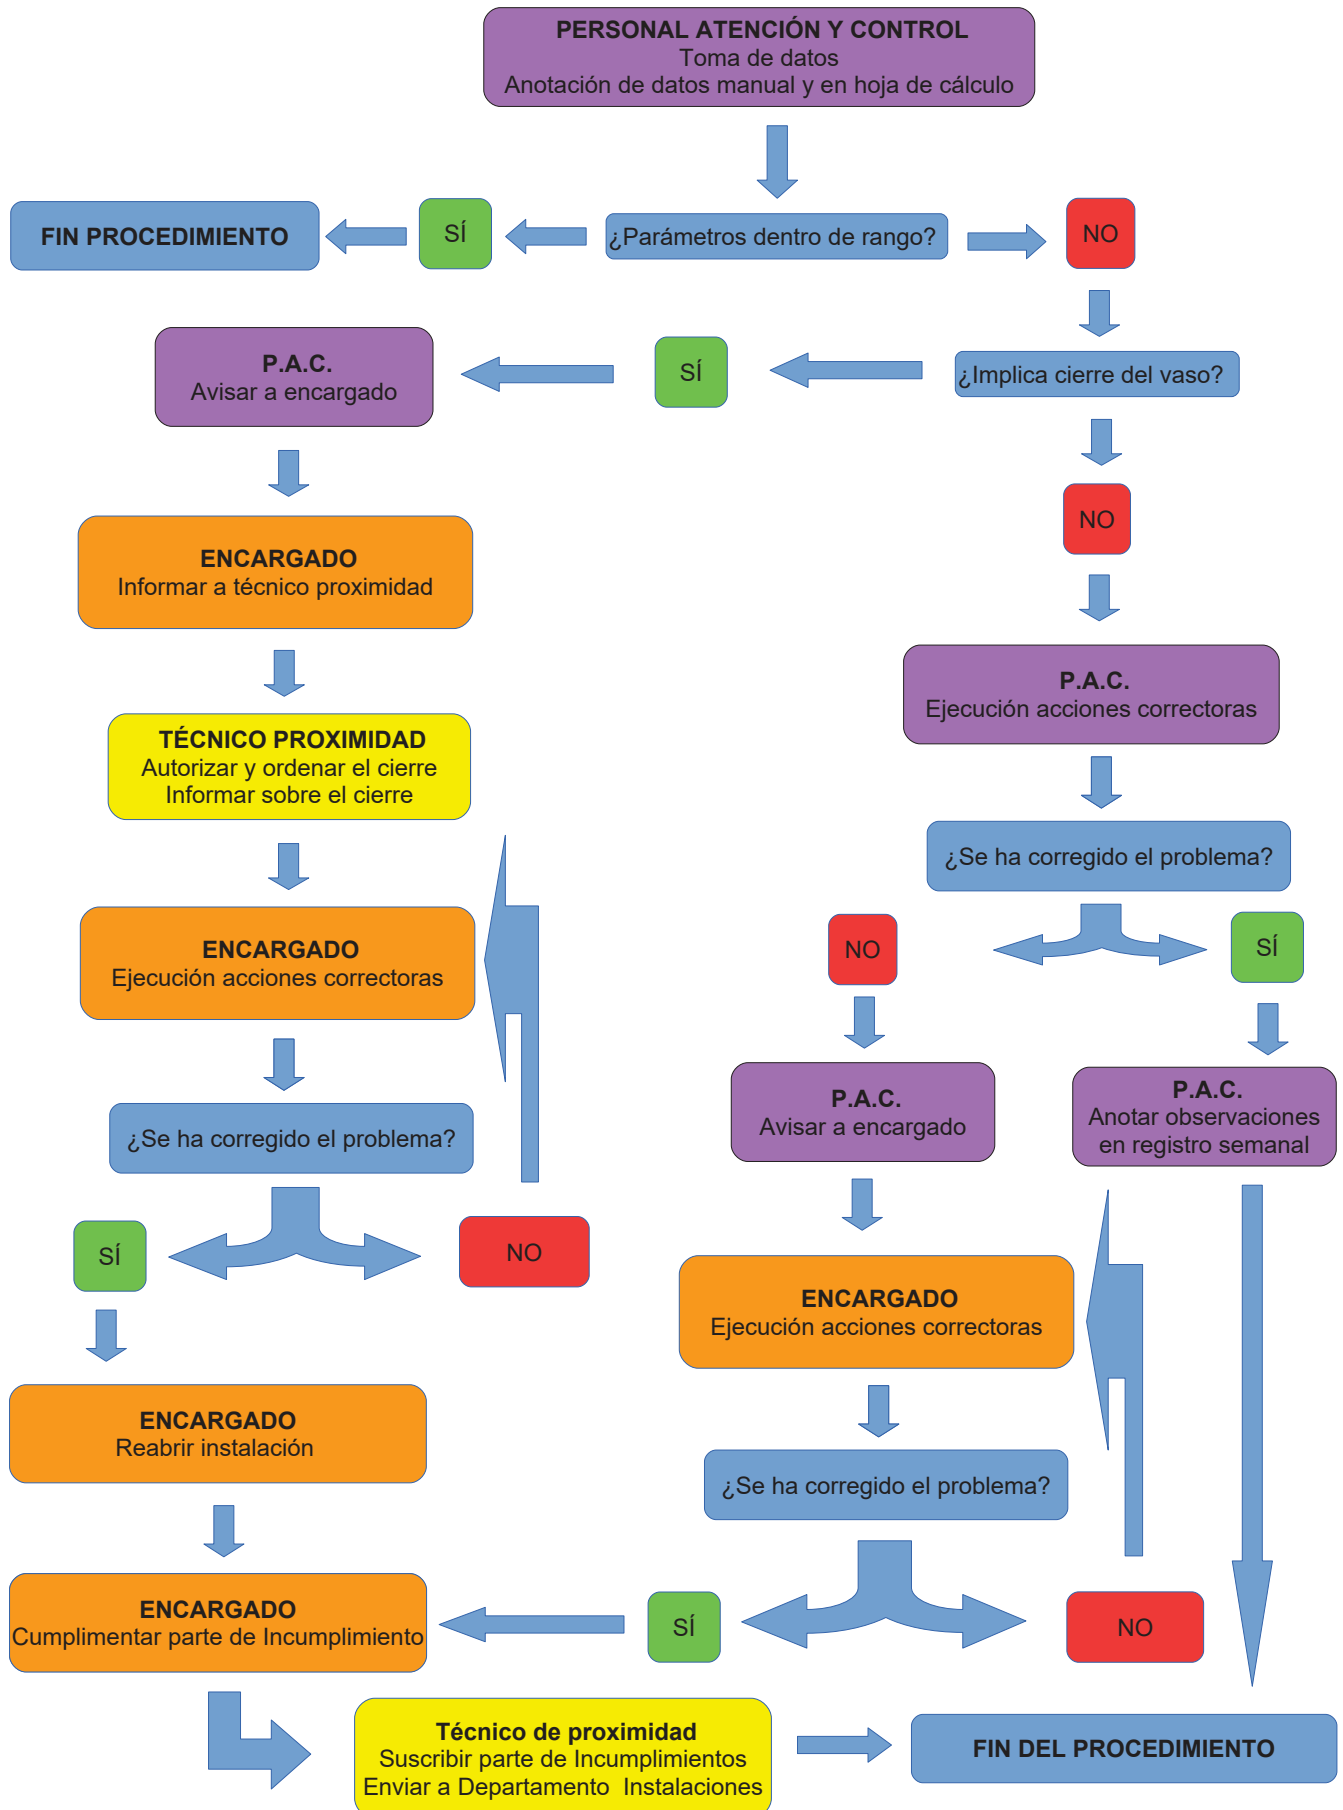 PERSONAL ATENCIÓN Y CONTROL
Toma de datos
Anotación de datos manual y en hoja de cálculo
FIN PROCEDIMIENTO
SÍ
¿Parámetros dentro de rango?
NO
P.A.C.
Avisar a encargado
SÍ
¿Implica cierre del vaso?
NO
ENCARGADO
Informar a técnico proximidad
P.A.C.
Ejecución acciones correctoras
TÉCNICO PROXIMIDAD
Autorizar y ordenar el cierre
Informar sobre el cierre
¿Se ha corregido el problema?
ENCARGADO
Ejecución acciones correctoras
NO
SÍ
¿Se ha corregido el problema?
P.A.C.
Avisar a encargado
P.A.C.
Anotar observaciones
en registro semanal
SÍ
NO
ENCARGADO
Ejecución acciones correctoras
ENCARGADO
Reabrir instalación
¿Se ha corregido el problema?
ENCARGADO
Cumplimentar parte de Incumplimiento
SÍ
NO
Técnico de proximidad
Suscribir parte de Incumplimientos
Enviar a Departamento  Instalaciones
FIN DEL PROCEDIMIENTO